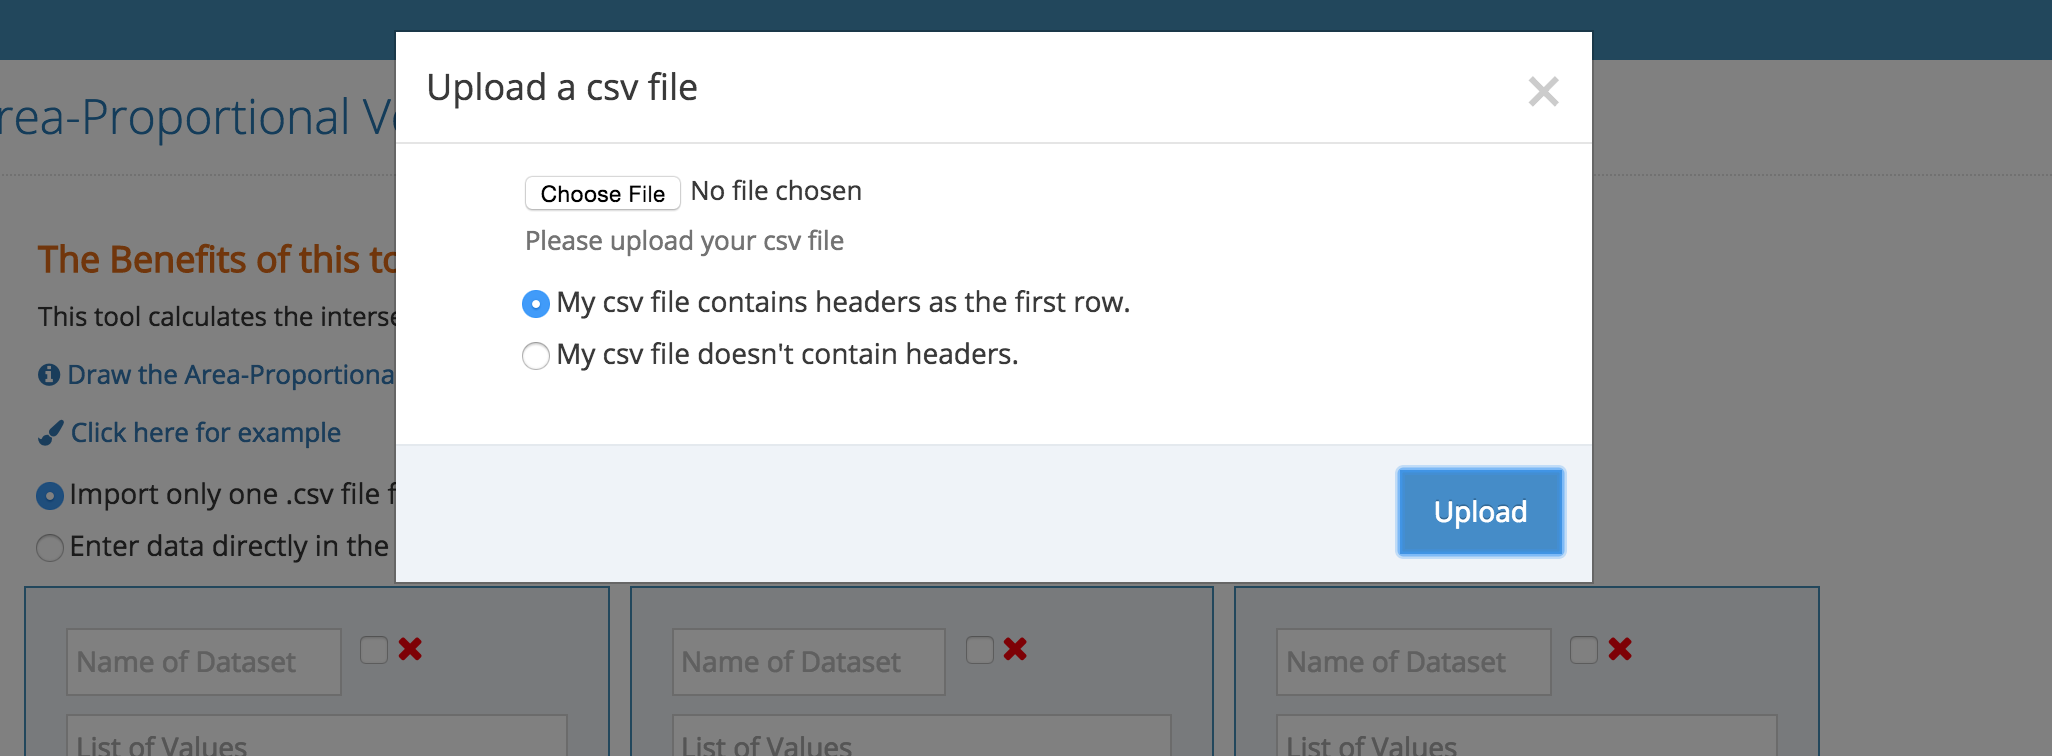 Upload a csv file
Choose File No file chosen
Please upload your csv file
My csv file contains headers as the first row.
My csv file doesn't contain headers.
Upload
rea-Proportional V
The Benefits of this to
This tool calculates the interse
Draw the Area-Proportiona
Click here for example
Import only one .csv file f
Enter data directly in the
Name of Dataset
List of Values
Name of Dataset
List of Values
Name of Dataset
List of Values